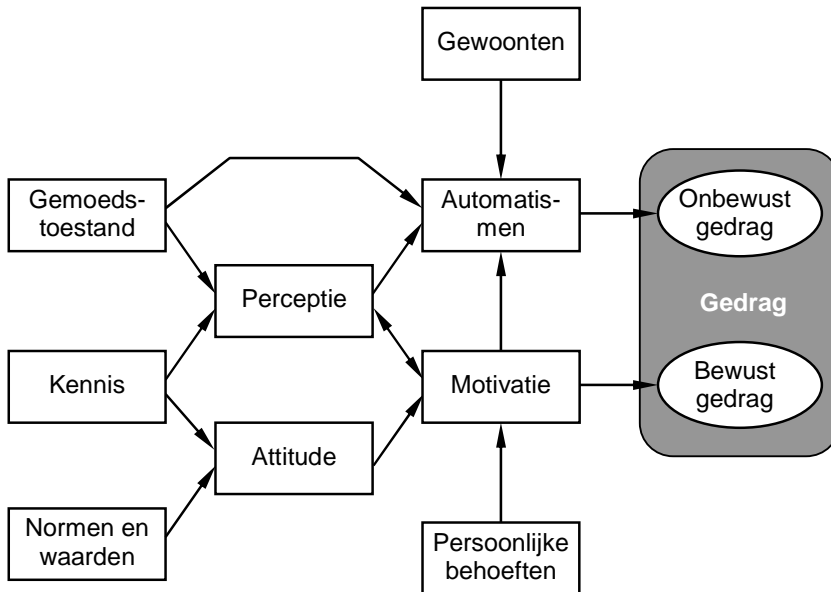 Gewoonten
Gemoeds-
toestand
Automatis-
men
Onbewust
gedrag
Perceptie
Gedrag
Kennis
Motivatie
Bewust
gedrag
Attitude
Normen en
waarden
Persoonlijke
behoeften